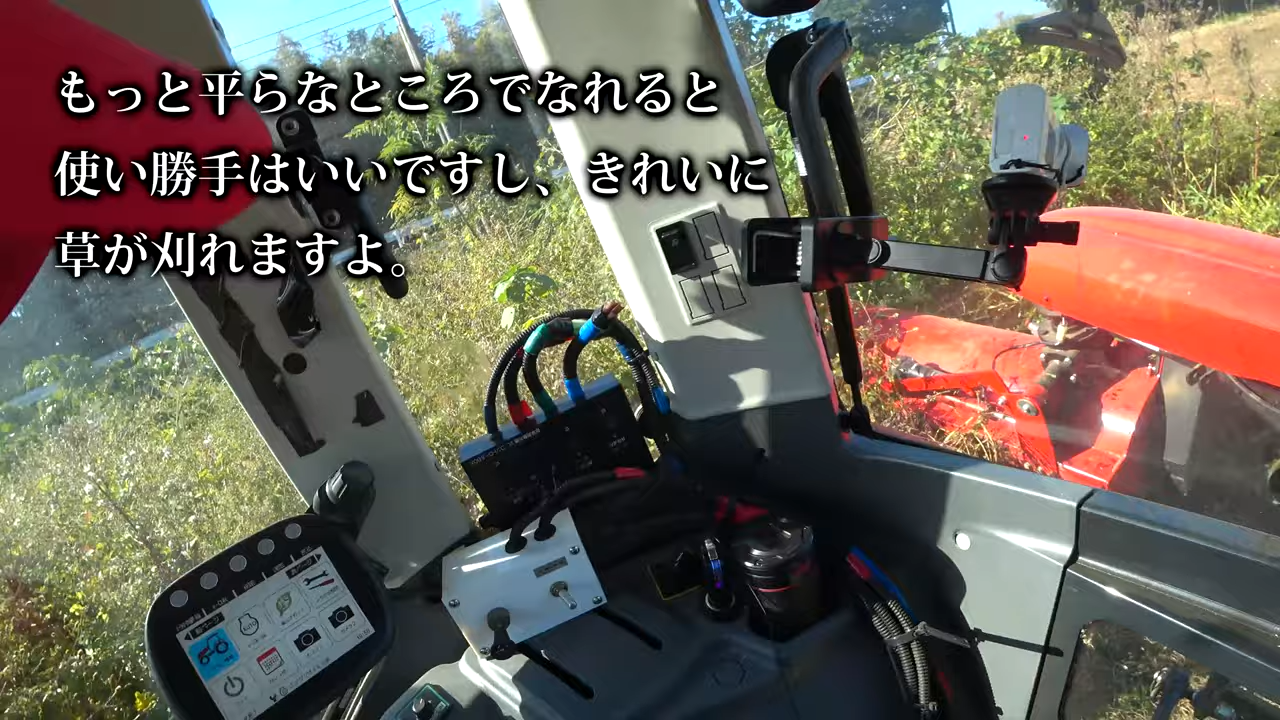 もっと平らなところでなれると
使い勝手はいいですし、きれいに
草が刈れますよ。